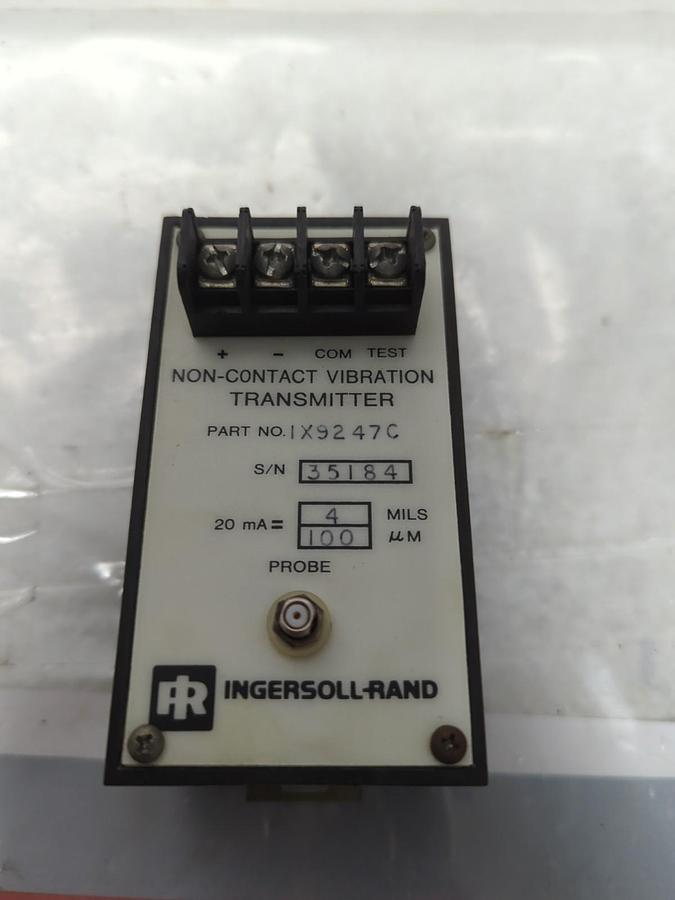 + − COM TEST
NON-CONTACT VIBRATION
TRANSMITTER
PART NO. IX9247C
S/N 35184
20 mA = 4 MILS
100 µM
PROBE
IR INGERSOLL-RAND